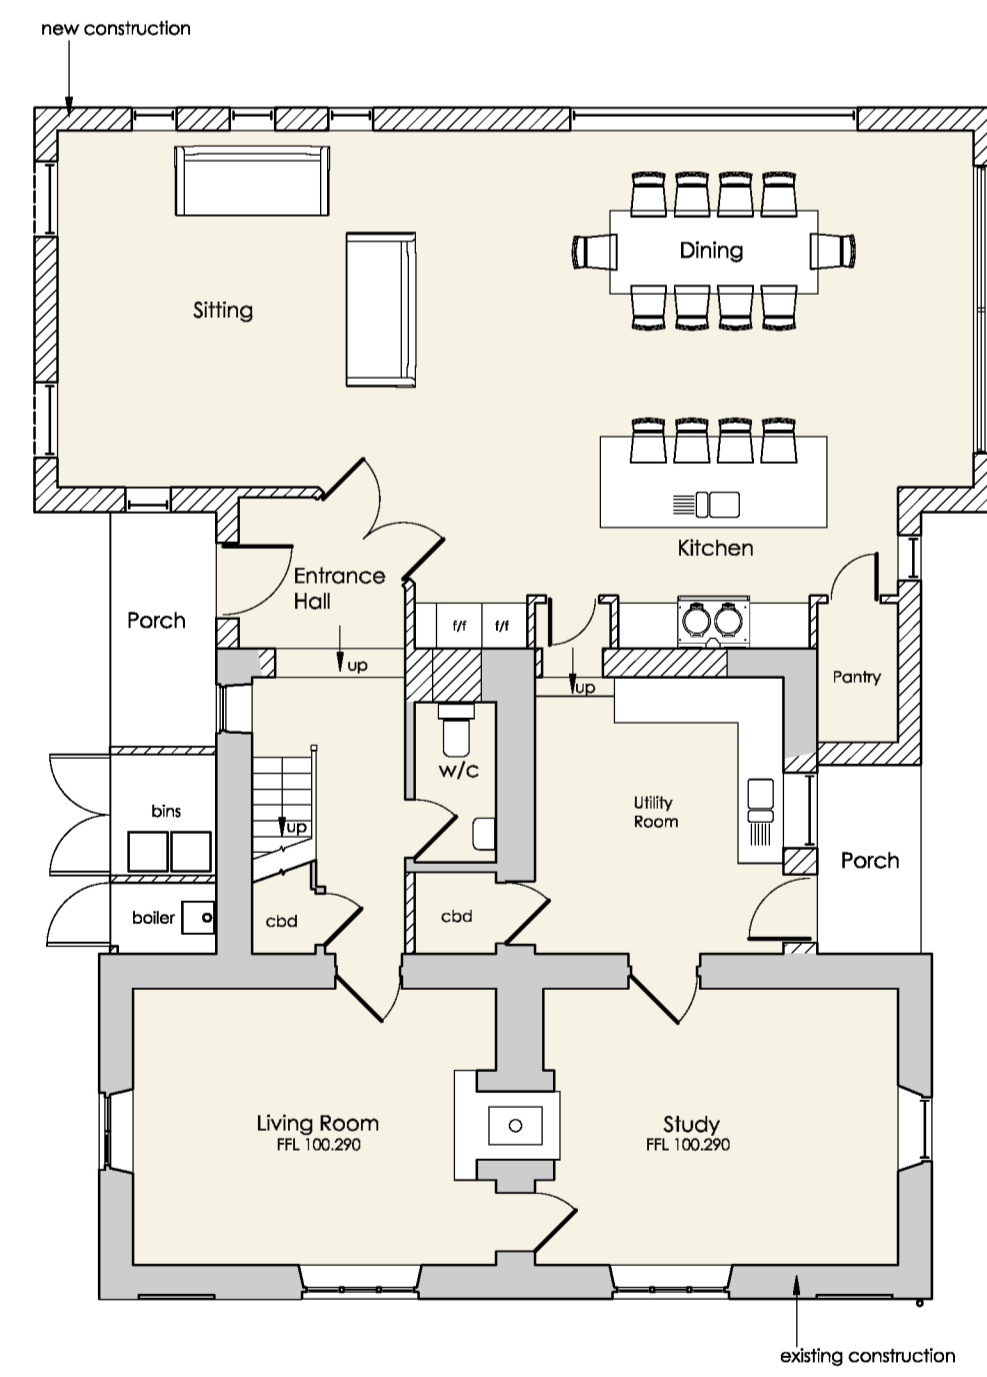 new construction
Dining
Sitting
Kitchen
Entrance
Hall
Porch
f/f
f/f
up
up
Pantry
w/c
Utility
Room
bins
up
Porch
boiler
cbd
cbd
Living Room
FFL 100.290
Study
FFL 100.290
existing construction